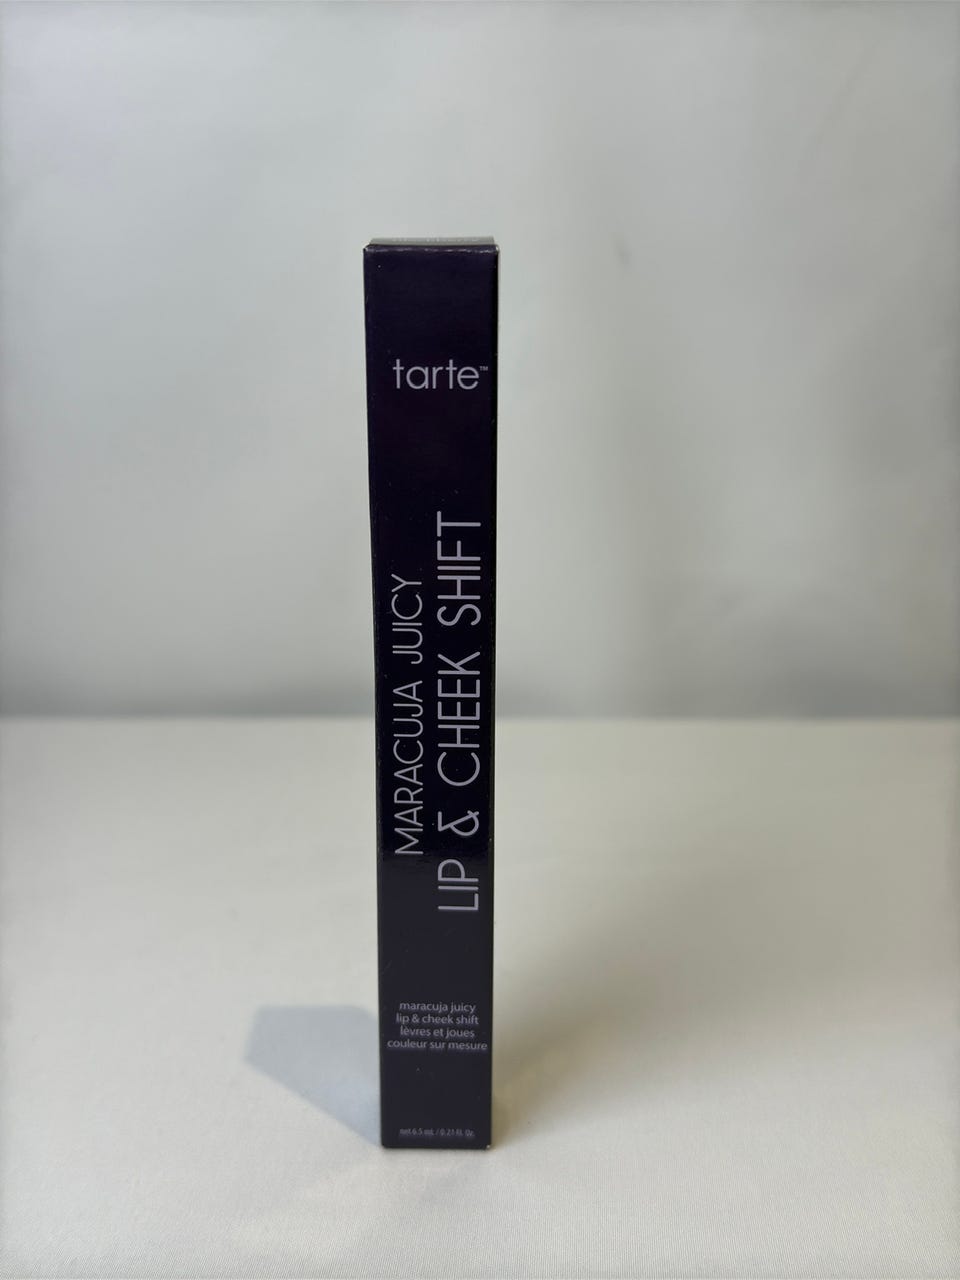 tarte™
MARACUJA JUICY
LIP & CHEEK SHIFT
maracuja juicy
lip & cheek shift
lèvres et joues
couleur sur mesure
net 6.5 mL / 0.21 fl. Oz.